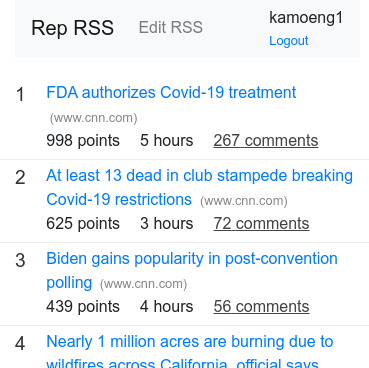 Rep RSS Edit RSS kamoeng1
Logout
1 FDA authorizes Covid-19 treatment
(www.cnn.com)
998 points 5 hours 267 comments
2 At least 13 dead in club stampede breaking
Covid-19 restrictions (www.cnn.com)
625 points 3 hours 72 comments
3 Biden gains popularity in post-convention
polling (www.cnn.com)
439 points 4 hours 56 comments
4 Nearly 1 million acres are burning due to
wildfires across California, official says